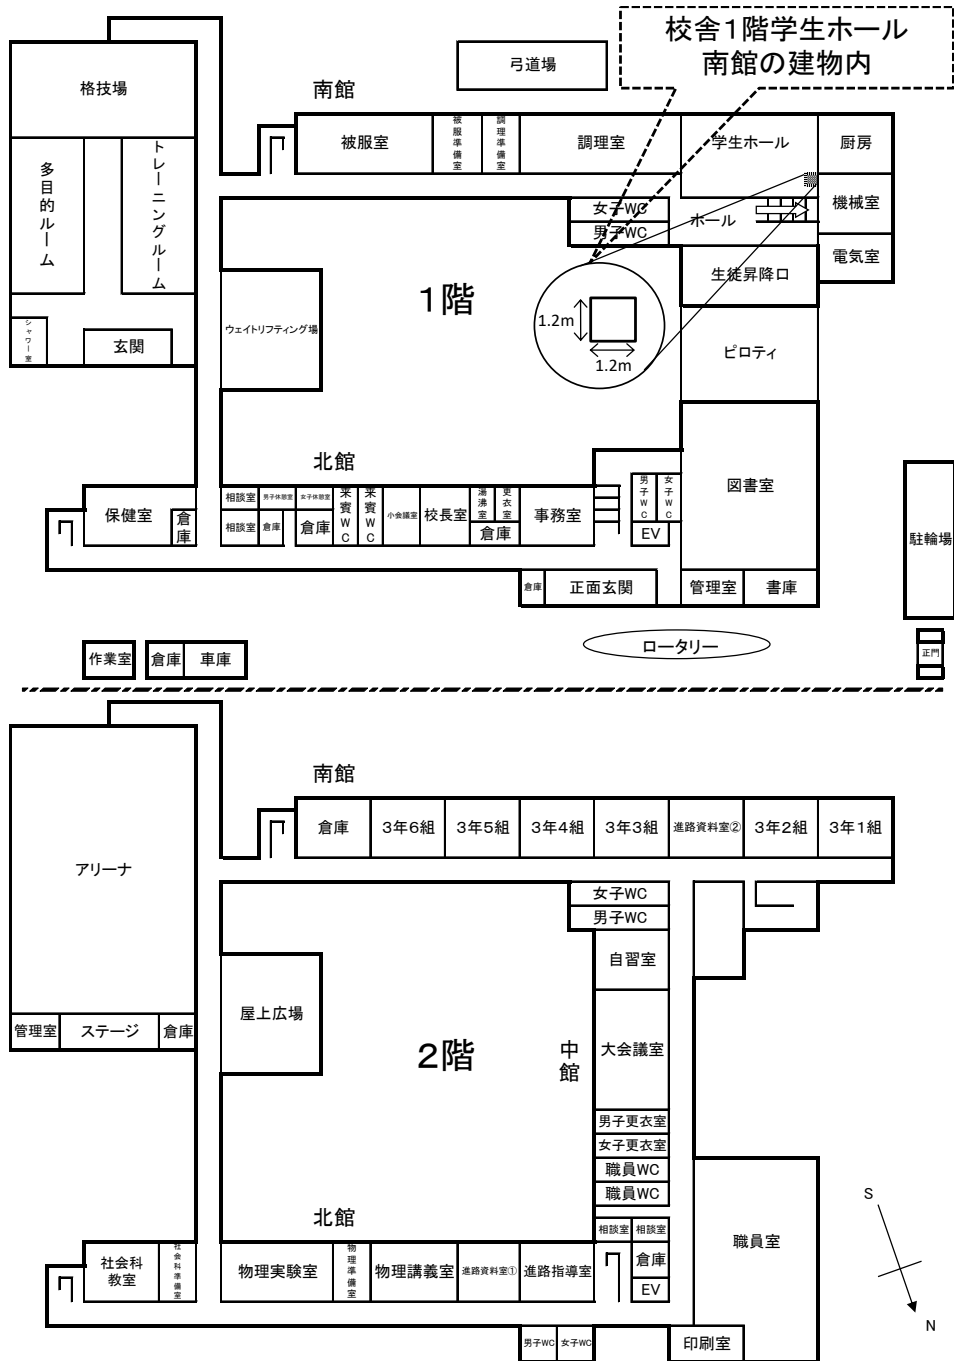 校舎1階学生ホール
南館の建物内
弓道場
南館
格技場
多目的ルーム
トレーニングルーム
シャワー室
玄関
被服室
被服準備室
調理準備室
調理室
学生ホール
厨房
機械室
電気室
女子WC
男子WC
ホール
生徒昇降口
ピロティ
1階
ウェイトリフティング場
1.2m
1.2m
北館
保健室
倉庫
相談室
相談室
男子休憩室
倉庫
女子休憩室
倉庫
来賓WC
来賓WC
小会議室
校長室
湯沸室
更衣室
倉庫
事務室
男子WC
女子WC
EV
図書室
倉庫
正面玄関
管理室
書庫
駐輪場
正門
ロータリー
作業室
倉庫
車庫
南館
アリーナ
管理室
ステージ
倉庫
倉庫
3年6組
3年5組
3年4組
3年3組
進路資料室②
3年2組
3年1組
女子WC
男子WC
自習室
大会議室
中館
男子更衣室
女子更衣室
職員WC
職員WC
相談室
相談室
倉庫
EV
屋上広場
2階
北館
社会科
教室
社会科準備室
物理実験室
物理準備室
物理講義室
進路資料室①
進路指導室
男子WC
女子WC
印刷室
職員室
S
N